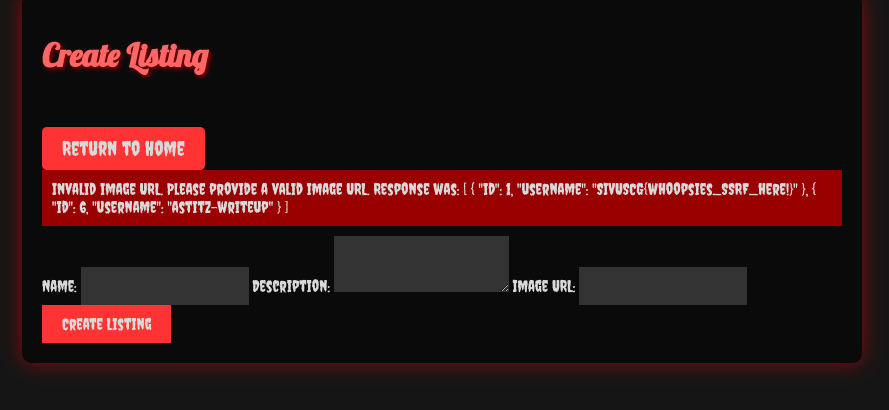 Create Listing
RETURN TO HOME
INVALID IMAGE URL. PLEASE PROVIDE A VALID IMAGE URL. RESPONSE WAS: [ { "ID": 1, "USERNAME": "SIVUSCG{WHOOPSIES_SSRF_HERE!}" }, {
"ID": 6, "USERNAME": "ASTITZ-WRITEUP" } ]
NAME: DESCRIPTION: IMAGE URL:
CREATE LISTING